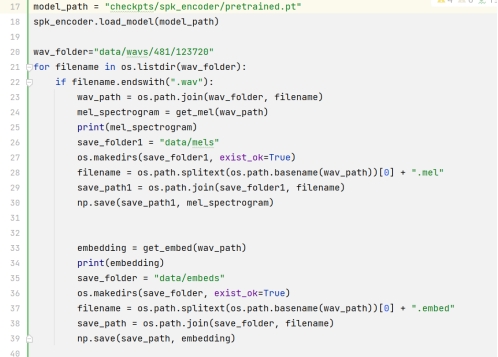 17 model_path = "checkpts/spk_encoder/pretrained.pt"
18 spk_encoder.load_model(model_path)
19
20 wav_folder="data/wavs/481/123720"
21 for filename in os.listdir(wav_folder):
22     if filename.endswith(".wav"):
23         wav_path = os.path.join(wav_folder, filename)
24         mel_spectrogram = get_mel(wav_path)
25         print(mel_spectrogram)
26         save_folder1 = "data/mels"
27         os.makedirs(save_folder1, exist_ok=True)
28         filename = os.path.splitext(os.path.basename(wav_path))[0] + ".mel"
29         save_path1 = os.path.join(save_folder1, filename)
30         np.save(save_path1, mel_spectrogram)
31
32
33         embedding = get_embed(wav_path)
34         print(embedding)
35         save_folder = "data/embeds"
36         os.makedirs(save_folder, exist_ok=True)
37         filename = os.path.splitext(os.path.basename(wav_path))[0] + ".embed"
38         save_path = os.path.join(save_folder, filename)
39         np.save(save_path, embedding)
40